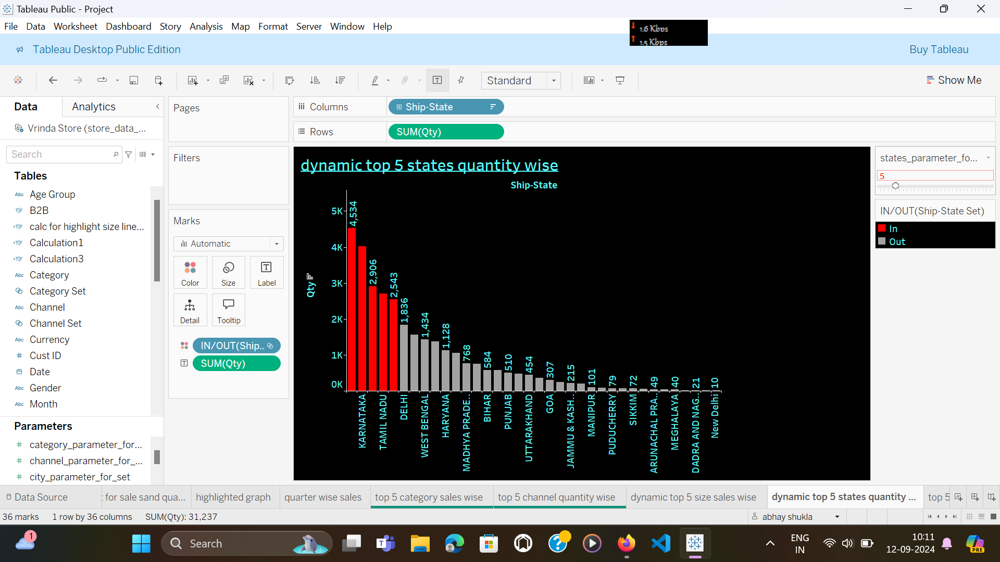 Tableau Public - Project
File Data Worksheet Dashboard Story Analysis Map Format Server Window Help
1.6 Kbps
1.5 Kbps
Tableau Desktop Public Edition
Buy Tableau
Standard
Show Me
Data
Analytics
Vrinda Store (store_data_...
Search
Tables
Abc Age Group
T|F B2B
=T|F calc for highlight size line...
=T|F Calculation1
=T|F Calculation3
Abc Category
Category Set
Abc Channel
Channel Set
Abc Currency
# Cust ID
Date
Abc Gender
Abc Month
Parameters
# category_parameter_for...
# channel_parameter_for_...
# city_parameter_for_set
Pages
Filters
Marks
Automatic
Color
Size
Label
Detail
Tooltip
IN/OUT(Ship..
SUM(Qty)
Columns
Ship-State
Rows
SUM(Qty)
dynamic top 5 states quantity wise
Ship-State
Qty
5K
4K
3K
2K
1K
0K
4,534
2,906
2,543
1,836
1,434
1,128
768
584
510
454
307
215
101
79
72
49
40
21
10
KARNATAKA
TAMIL NADU
DELHI
WEST BENGAL
HARYANA
MADHYA PRADE..
BIHAR
PUNJAB
UTTARAKHAND
GOA
JAMMU & KASH..
MANIPUR
PUDUCHERRY
SIKKIM
ARUNACHAL PRA..
MEGHALAYA
DADRA AND NAG..
New Delhi
states_parameter_fo...
5
IN/OUT(Ship-State Set)
In
Out
Data Source
: for sale sand qua...
highlighted graph
quarter wise sales
top 5 category sales wise
top 5 channel quantity wise
dynamic top 5 size sales wise
dynamic top 5 states quantity ...
top 5
36 marks
1 row by 36 columns
SUM(Qty): 31,237
abhay shukla
1
Search
ENG
IN
10:11
12-09-2024
PRE